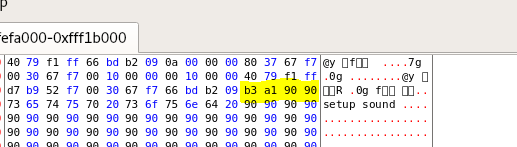 efa000-0xfff1b000
40 79 f1 ff 66 bd b2 09 0a 00 00 00 80 37 67 f7 @y f ....7g
00 30 67 f7 00 10 00 00 10 00 00 40 79 f1 ff .0g ........@y
d7 b9 52 f7 00 30 67 f7 66 bd b2 09 b3 a1 90 90 R .0g f ..
73 65 74 75 70 20 73 6f 75 6e 64 20 90 90 90 90 setup sound ....
90 90 90 90 90 90 90 90 90 90 90 90 90 90 90 90 ................
90 90 90 90 90 90 90 90 90 90 90 90 90 90 90 90 ................